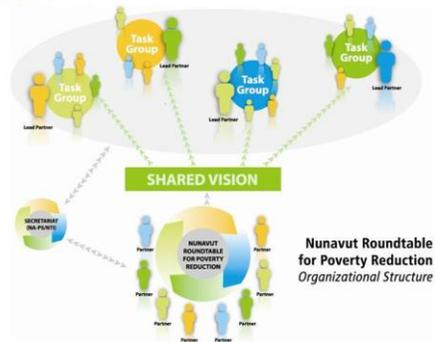 Task
Group
Task
Group
Task
Group
Task
Group
Lead Partner
Lead Partner
Lead Partner
Lead Partner
SHARED VISION
SECRETARIAT
(NA-PS/NTI)
NUNAVUT
ROUNDTABLE
FOR POVERTY
REDUCTION
Nunavut Roundtable
for Poverty Reduction
Organizational Structure
Partner
Partner
Partner
Partner
Partner
Partner
Partner
Partner